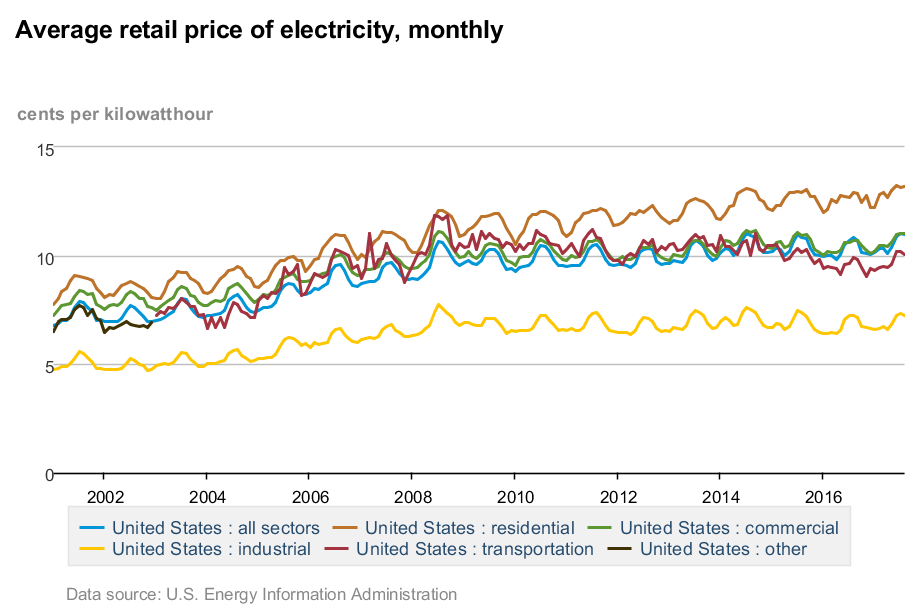 Average retail price of electricity, monthly
cents per kilowatthour
15
10
5
0
2002 2004 2006 2008 2010 2012 2014 2016
United States : all sectors United States : residential United States : commercial
United States : industrial United States : transportation United States : other
Data source: U.S. Energy Information Administration